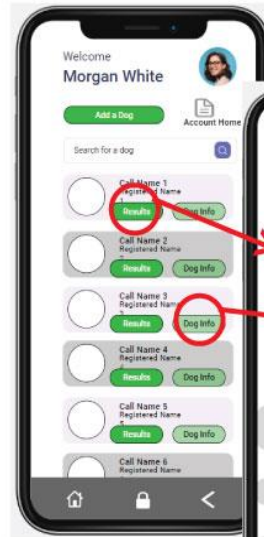 Welcome
Morgan White
Add a Dog
Account Home
Search for a dog
Call Name 1
Registered Name
1
Results
Dog Info
Call Name 2
Registered Name
Results
Dog Info
Call Name 3
Registered Name
Results
Dog Info
Call Name 4
Registered Name
Results
Dog Info
Call Name 5
Registered Name
5
Results
Dog Info
Call Name 6
Registered Name